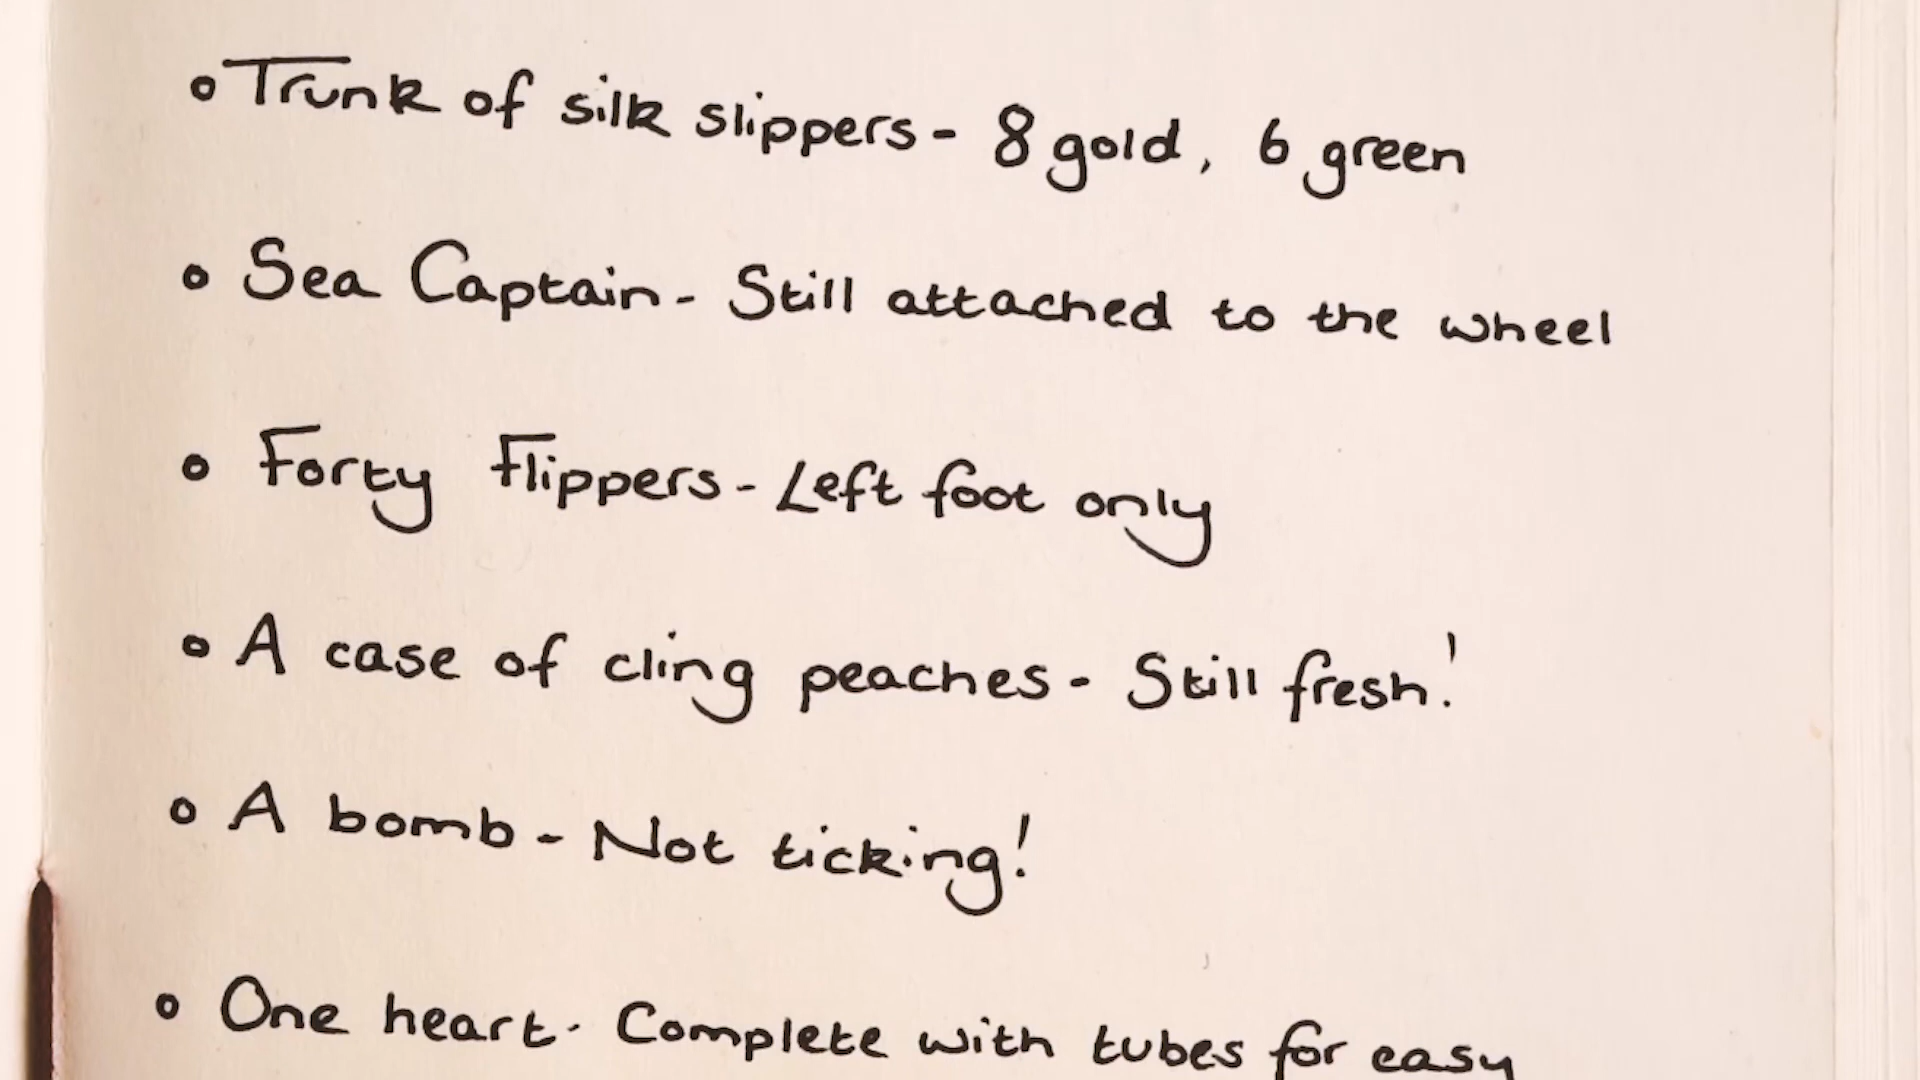 • Trunk of silk slippers - 8 gold, 6 green
• Sea Captain - Still attached to the wheel
• Forty Flippers - Left foot only
• A case of cling peaches - Still fresh!
• A bomb - Not ticking!
• One heart - Complete with tubes for easy